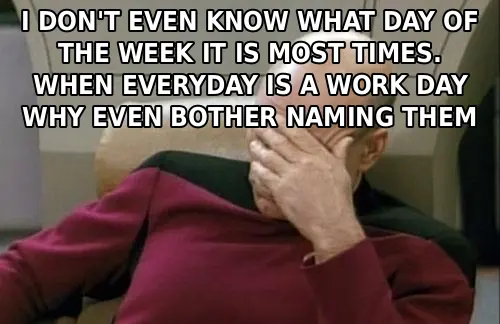 I DON'T EVEN KNOW WHAT DAY OF
THE WEEK IT IS MOST TIMES.
WHEN EVERYDAY IS A WORK DAY
WHY EVEN BOTHER NAMING THEM